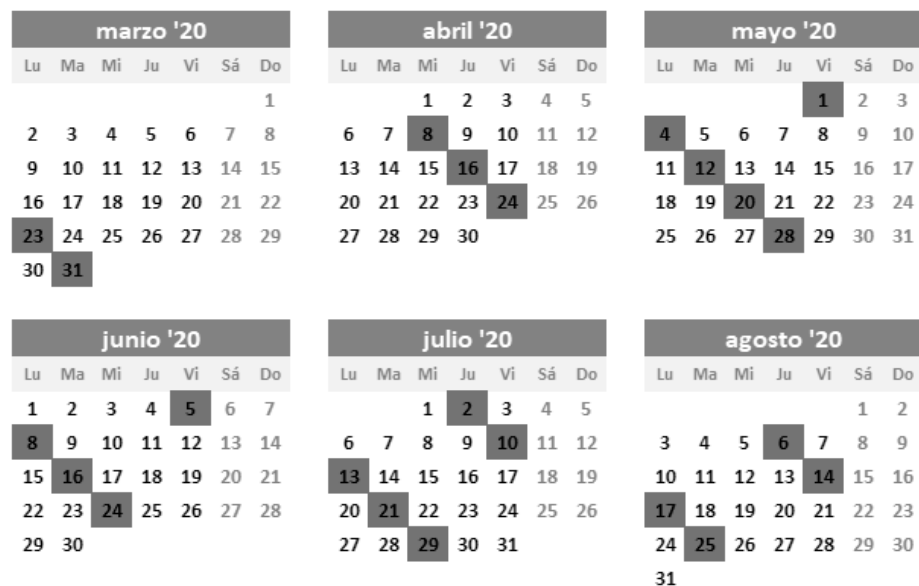 marzo '20 abril '20 mayo '20
Lu Ma Mi Ju Vi Sá Do Lu Ma Mi Ju Vi Sá Do Lu Ma Mi Ju Vi Sá Do
1 1 2 3 4 5 1 2 3
2 3 4 5 6 7 8 6 7 8 9 10 11 12 4 5 6 7 8 9 10
9 10 11 12 13 14 15 13 14 15 16 17 18 19 11 12 13 14 15 16 17
16 17 18 19 20 21 22 20 21 22 23 24 25 26 18 19 20 21 22 23 24
23 24 25 26 27 28 29 27 28 29 30 25 26 27 28 29 30 31
30 31
junio '20 julio '20 agosto '20
Lu Ma Mi Ju Vi Sá Do Lu Ma Mi Ju Vi Sá Do Lu Ma Mi Ju Vi Sá Do
1 2 3 4 5 6 7 1 2 3 4 5 1 2
8 9 10 11 12 13 14 6 7 8 9 10 11 12 3 4 5 6 7 8 9
15 16 17 18 19 20 21 13 14 15 16 17 18 19 10 11 12 13 14 15 16
22 23 24 25 26 27 28 20 21 22 23 24 25 26 17 18 19 20 21 22 23
29 30 27 28 29 30 31 24 25 26 27 28 29 30
31